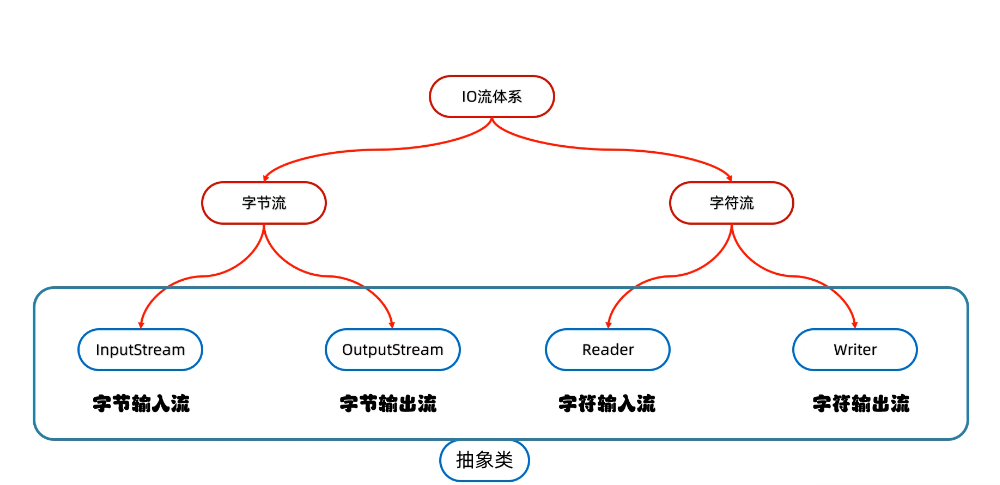 IO流体系
字节流
字符流
InputStream
OutputStream
Reader
Writer
字节输入流
字节输出流
字符输入流
字符输出流
抽象类